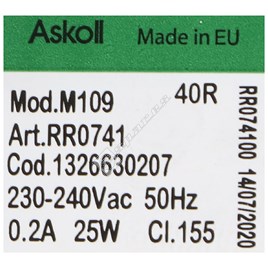 Askoll Made in EU
Mod.M109 40R
Art.RR0741
Cod.1326630207
230-240Vac 50Hz
0.2A 25W Cl.155
RR074100 14/07/2020